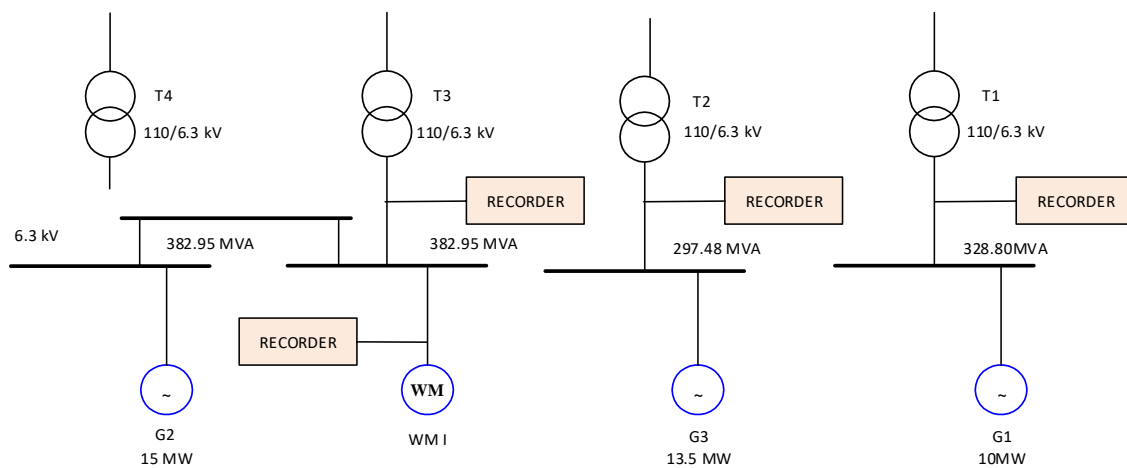 T4
110/6.3 kV
T3
110/6.3 kV
T2
110/6.3 kV
T1
110/6.3 kV
RECORDER
RECORDER
RECORDER
6.3 kV
382.95 MVA
382.95 MVA
297.48 MVA
328.80MVA
RECORDER
~
WM
~
~
G2
15 MW
WM I
G3
13.5 MW
G1
10MW